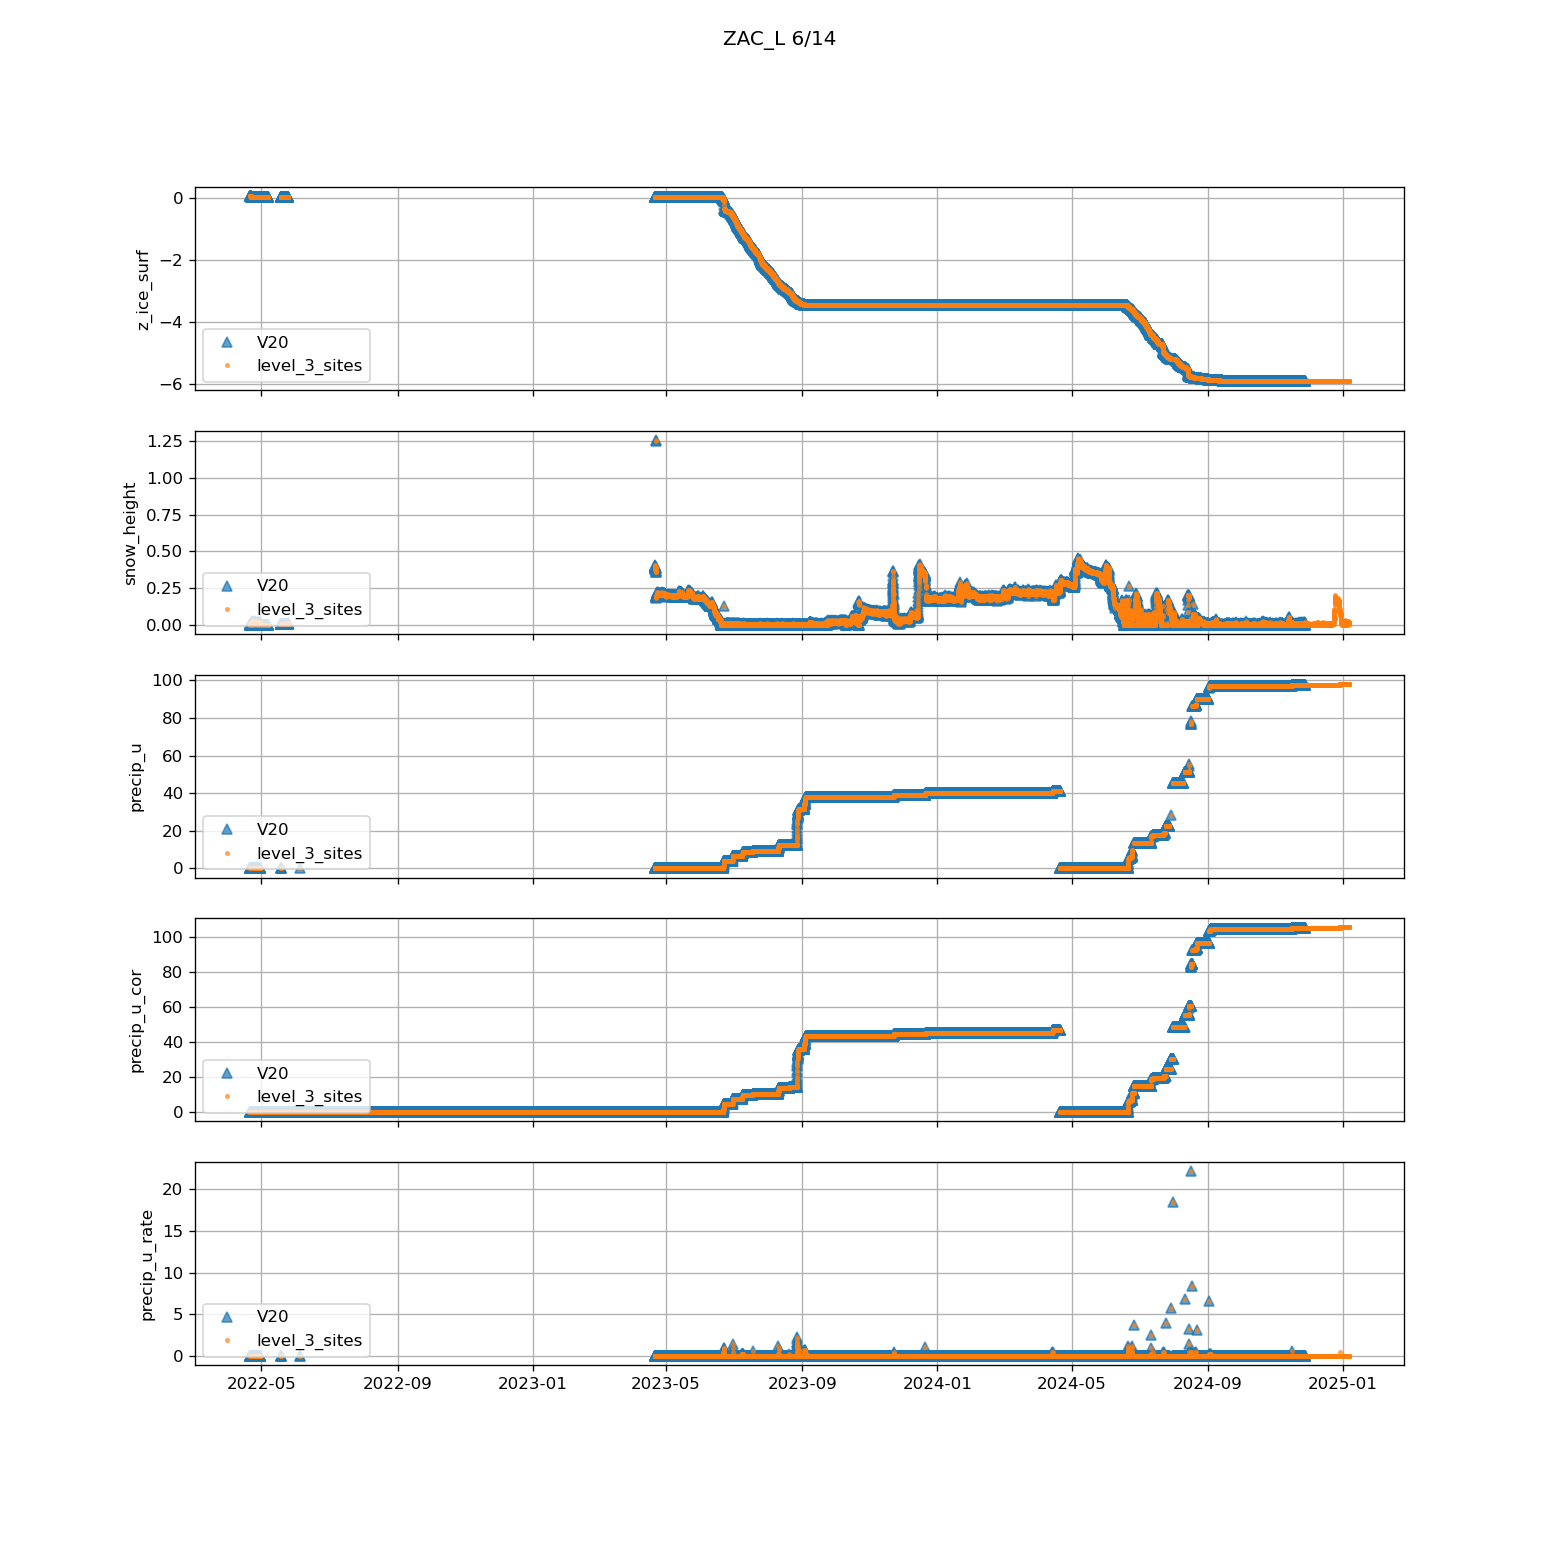 ZAC_L 6/14
0
−2
−4
−6
z_ice_surf
V20
level_3_sites
1.25
1.00
0.75
0.50
0.25
0.00
snow_height
V20
level_3_sites
100
80
60
40
20
0
precip_u
V20
level_3_sites
100
80
60
40
20
0
precip_u_cor
V20
level_3_sites
20
15
10
5
0
precip_u_rate
V20
level_3_sites
2022-05 2022-09 2023-01 2023-05 2023-09 2024-01 2024-05 2024-09 2025-01